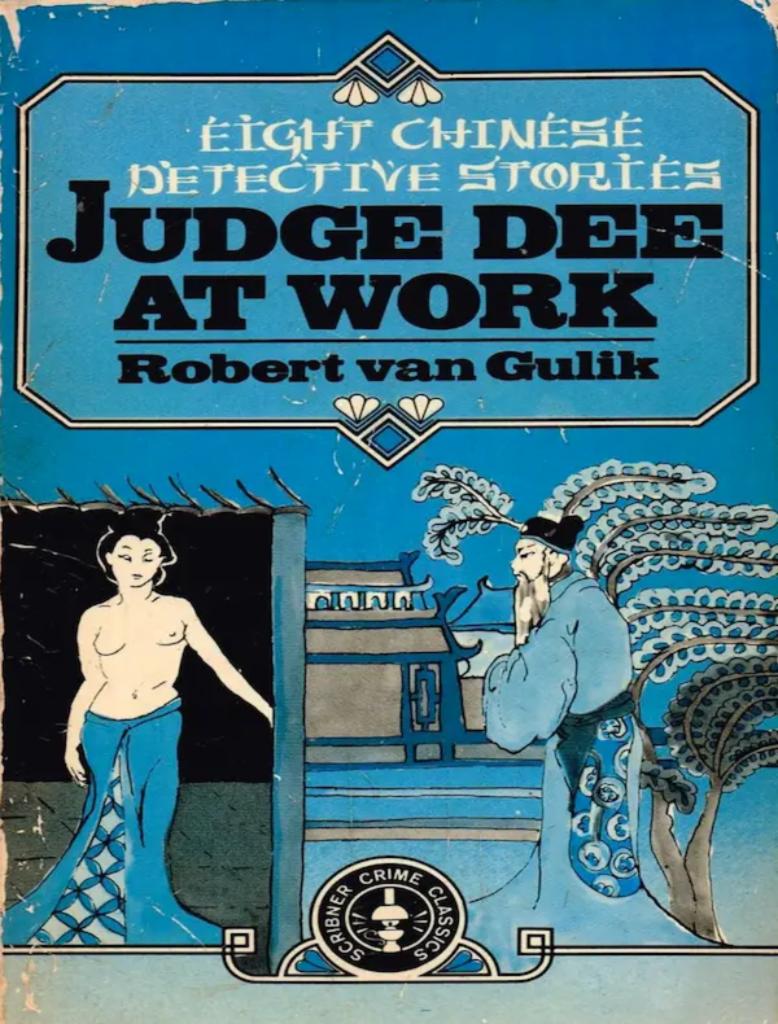 EIGHT CHINESE
DETECTIVE STORIES
JUDGE DEE
AT WORK
Robert van Gulik
SCRIBNER CRIME CLASSICS